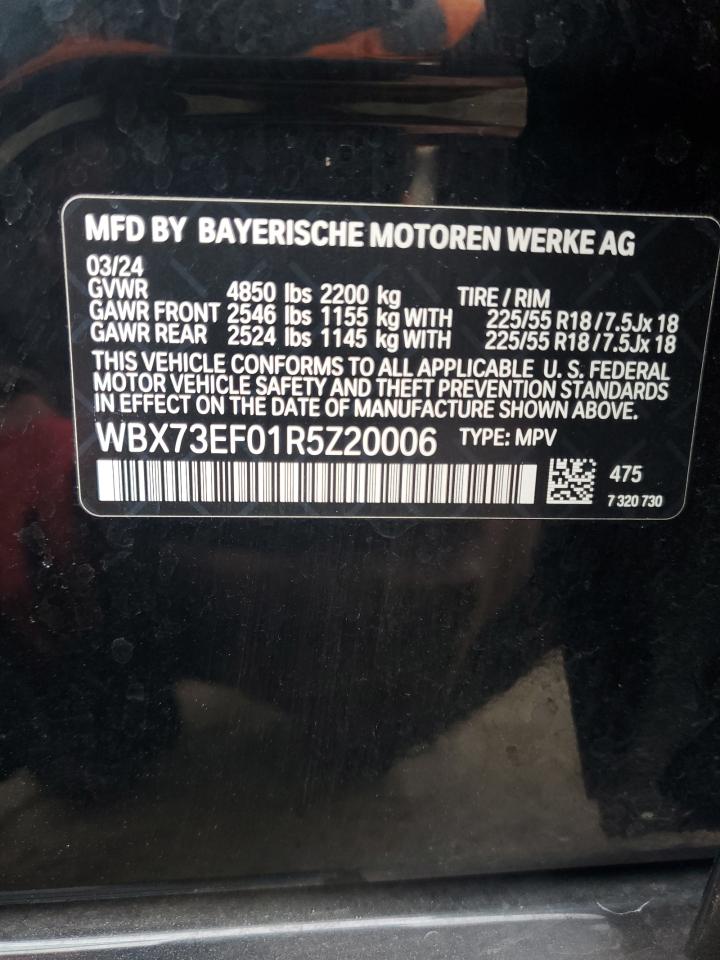 MFD BY BAYERISCHE MOTOREN WERKE AG
03/24
GVWR 4850 lbs 2200 kg TIRE / RIM
GAWR FRONT 2546 lbs 1155 kg WITH 225/55 R18 / 7.5Jx 18
GAWR REAR 2524 lbs 1145 kg WITH 225/55 R18 / 7.5Jx 18
THIS VEHICLE CONFORMS TO ALL APPLICABLE U. S. FEDERAL
MOTOR VEHICLE SAFETY AND THEFT PREVENTION STANDARDS
IN EFFECT ON THE DATE OF MANUFACTURE SHOWN ABOVE.
WBX73EF01R5Z20006 TYPE: MPV
475
7 320 730